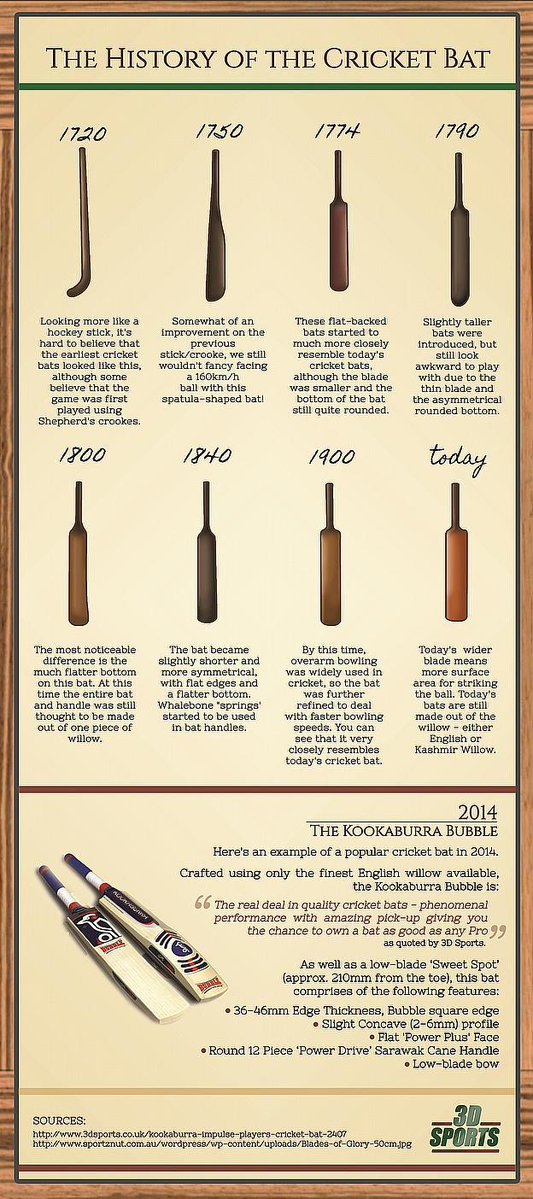 THE HISTORY OF THE CRICKET BAT
1720
1750
1774
1790
Looking more like a
hockey stick, it's
hard to believe that
the earliest cricket
bats looked like this,
although some
believe that the
game was first
played using
Shepherd's crookes.
Somewhat of an
improvement on the
previous
stick/crooke, we still
wouldn't fancy facing
a 160km/h
ball with this
spatula-shaped bat!
These flat-backed
bats started to
much more closely
resemble today's
cricket bats,
although the blade
was smaller and the
bottom of the bat
still quite rounded.
Slightly taller
bats were
introduced, but
still look
awkward to play
with due to the
thin blade and
the asymmetrical
rounded bottom.
1800
1840
1900
today
The most noticeable
difference is the
much flatter bottom
on this bat. At this
time the entire bat
and handle was still
thought to be made
out of one piece of
willow.
The bat became
slightly shorter and
more symmetrical,
with flat edges and
a flatter bottom.
Whalebone "springs'
started to be used
in bat handles.
By this time,
overarm bowling
was widely used in
cricket, so the bat
was further
refined to deal
with faster bowling
speeds. You can
see that it very
closely resembles
today's cricket bat.
Today's wider
blade means
more surface
area for striking
the ball. Today's
bats are still
made out of the
willow - either
English or
Kashmir Willow.
2014
THE KOOKABURRA BUBBLE
Here's an example of a popular cricket bat in 2014.
Crafted using only the finest English willow available,
the Kookaburra Bubble is:
“The real deal in quality cricket bats - phenomenal
performance with amazing pick-up giving you
the chance to own a bat as good as any Pro”
as quoted by 3D Sports.
As well as a low-blade 'Sweet Spot'
(approx. 210mm from the toe), this bat
comprises of the following features:
• 36-46mm Edge Thickness, Bubble square edge
• Slight Concave (2-6mm) profile
• Flat 'Power Plus' Face
• Round 12 Piece 'Power Drive' Sarawak Cane Handle
• Low-blade bow
KOOKABURRA
BUBBLE
BUBBLE
SOURCES:
http://www.3dsports.co.uk/kookaburra-impulse-players-cricket-bat-2407
http://www.sportznut.com.au/wordpress/wp-content/uploads/Blades-of-Glory-50cm.jpg
3D
SPORTS